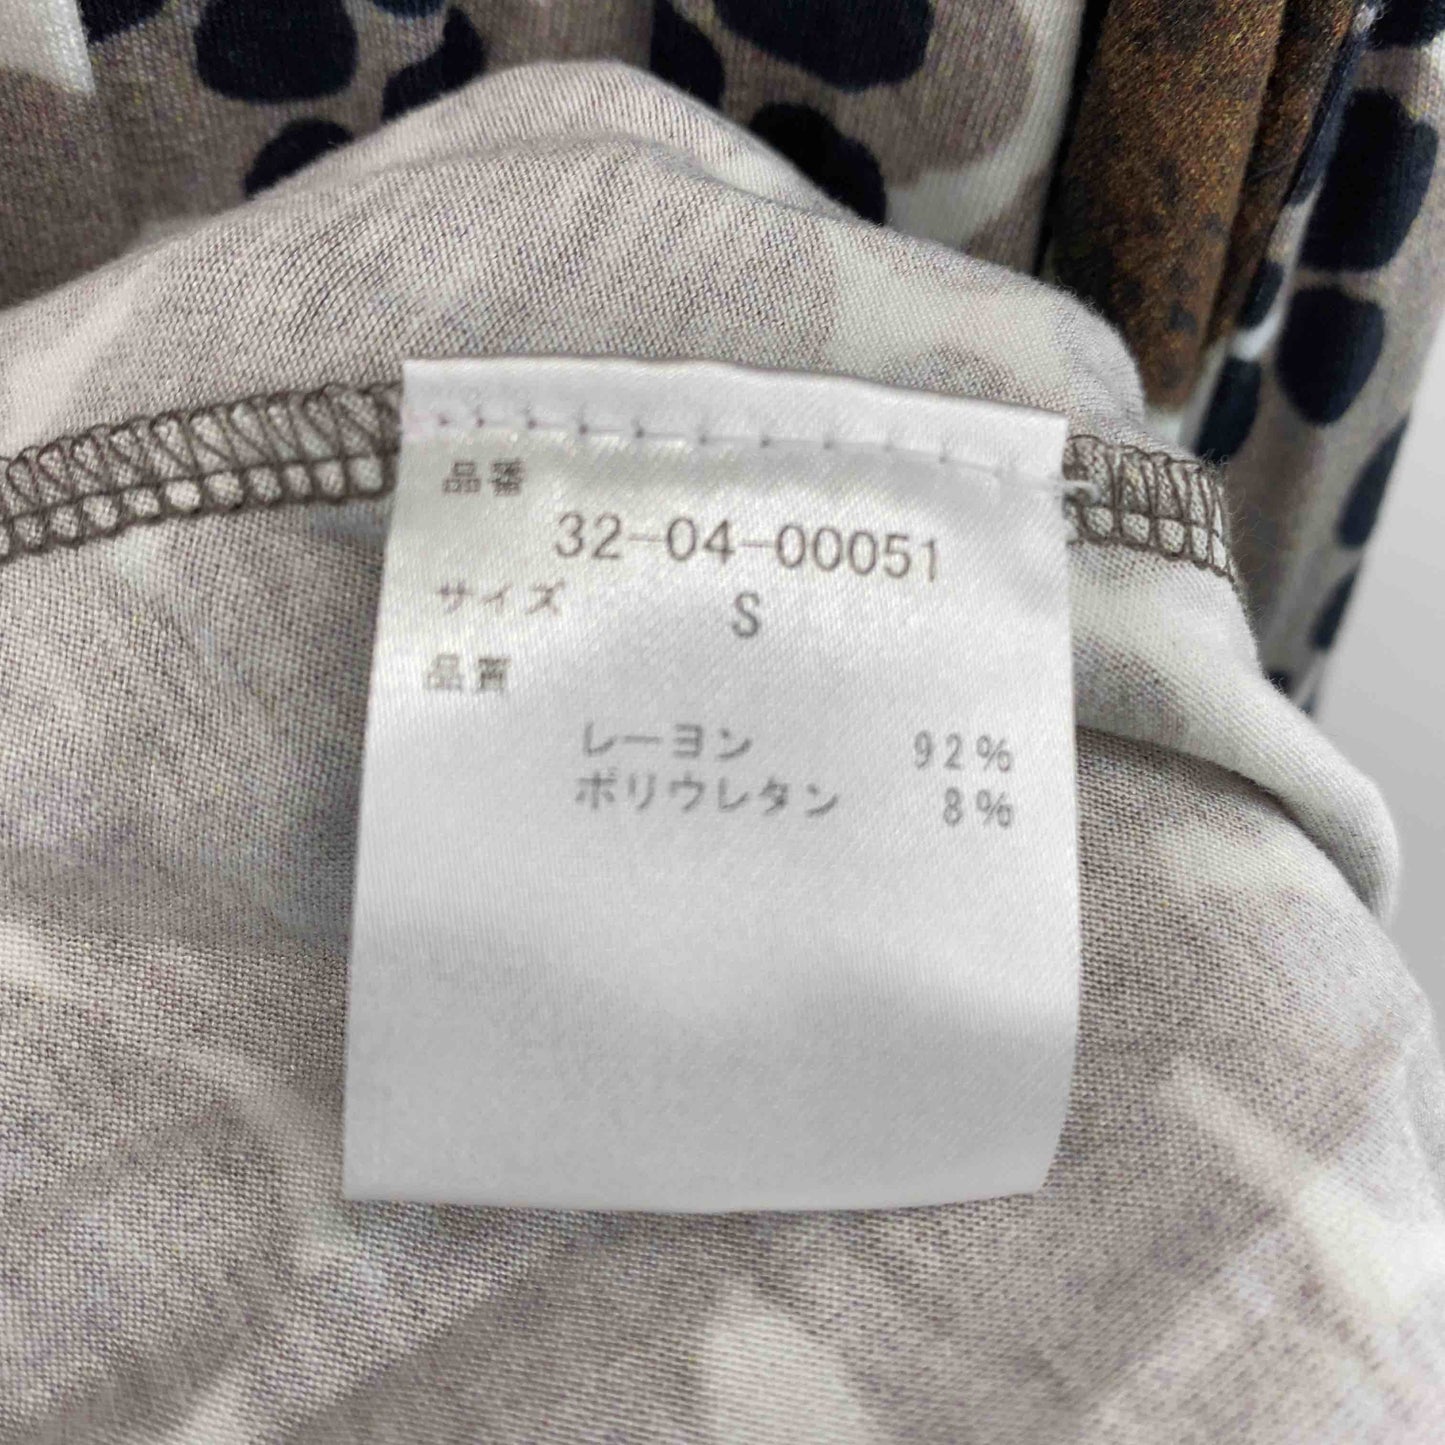 品番
32-04-00051
サイズ S
品質
レーヨン 92%
ポリウレタン 8%